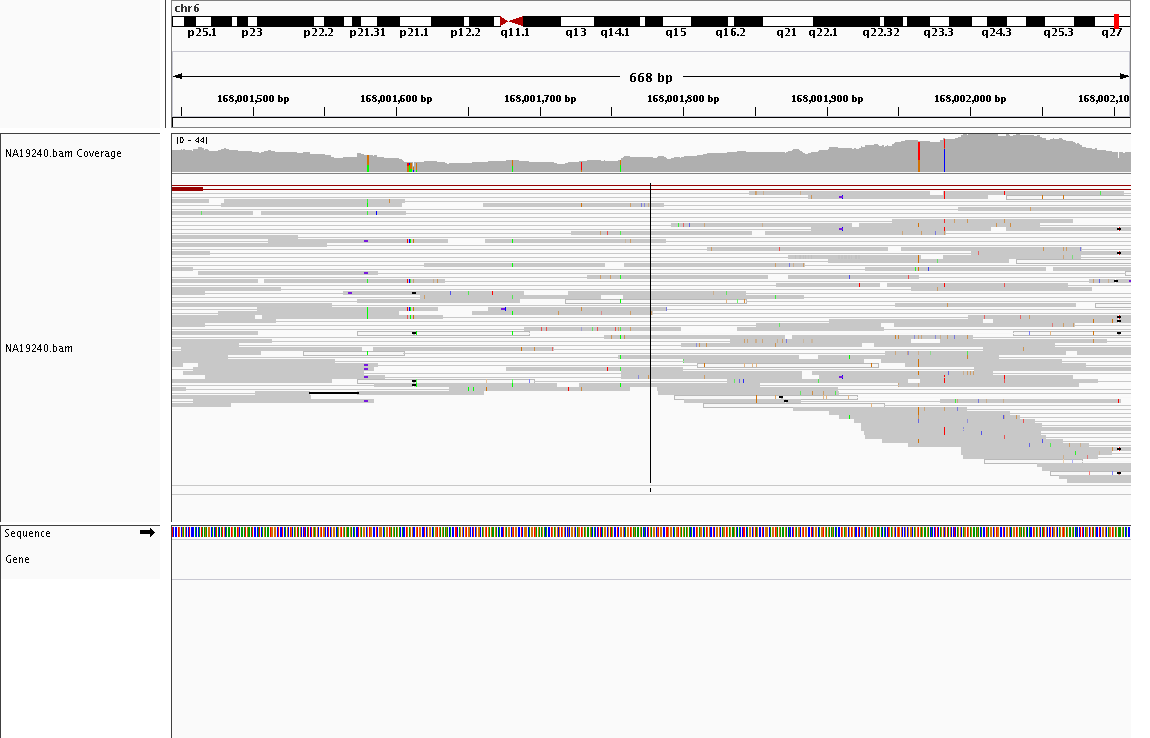 chr6
p25.1 p23 p22.2 p21.31 p21.1 p12.2 q11.1 q13 q14.1 q15 q16.2 q21 q22.1 q22.32 q23.3 q24.3 q25.3 q27
668 bp
168,001,500 bp 168,001,600 bp 168,001,700 bp 168,001,800 bp 168,001,900 bp 168,002,000 bp 168,002,10
[0 - 44]
NA19240.bam Coverage
NA19240.bam
Sequence
Gene